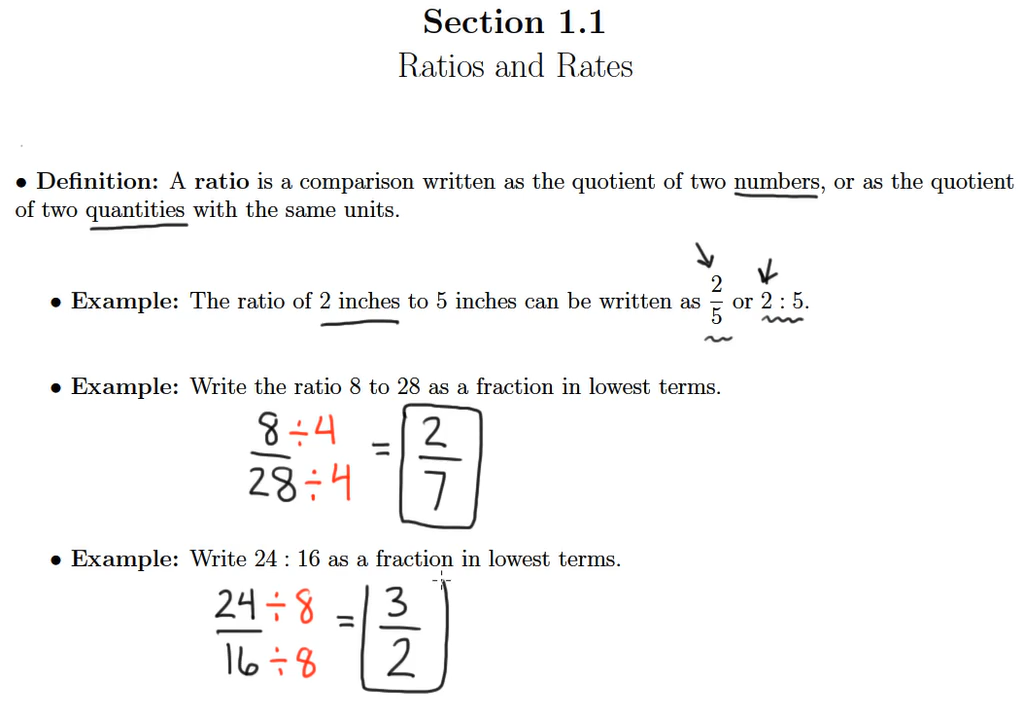 Section 1.1
Ratios and Rates
• Definition: A ratio is a comparison written as the quotient of two numbers, or as the quotient
of two quantities with the same units.
• Example: The ratio of 2 inches to 5 inches can be written as 2/5 or 2 : 5.
• Example: Write the ratio 8 to 28 as a fraction in lowest terms.
8÷4 / 28÷4 = 2/7
• Example: Write 24 : 16 as a fraction in lowest terms.
24÷8 / 16÷8 = 3/2